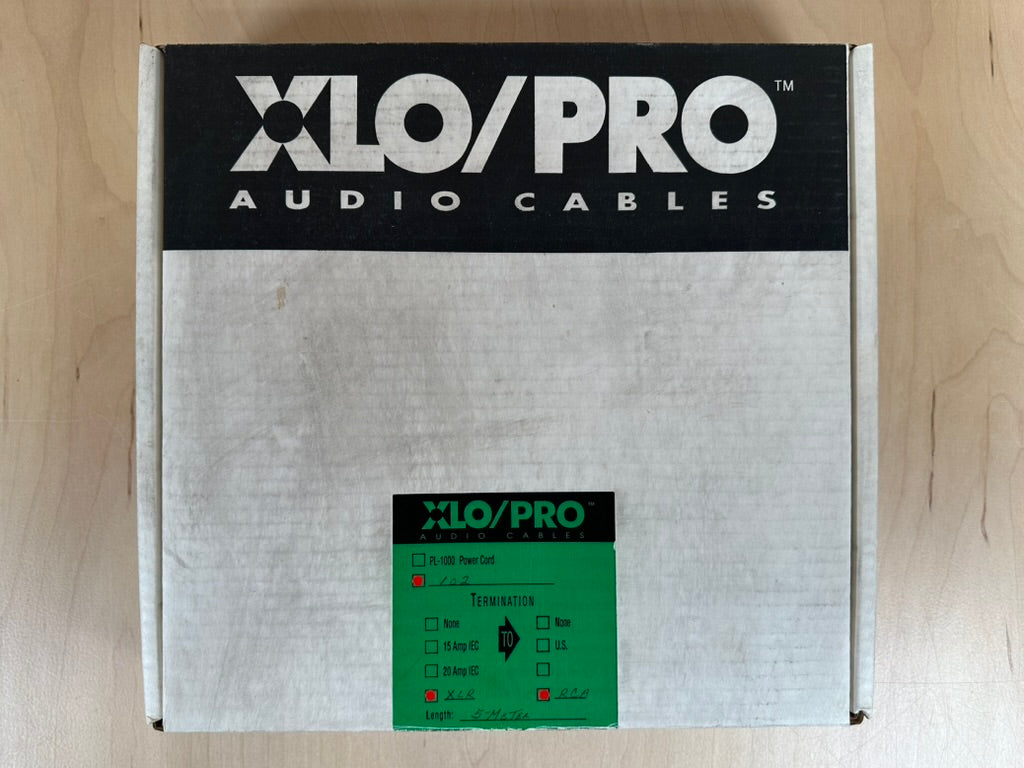 XLO/PRO™
AUDIO CABLES
XLO/PRO™
AUDIO CABLES
PL-1000 Power Cord
102
TERMINATION
None
None
15 Amp IEC
TO
U.S.
20 Amp IEC
XLR
RCA
Length: 5-Meter